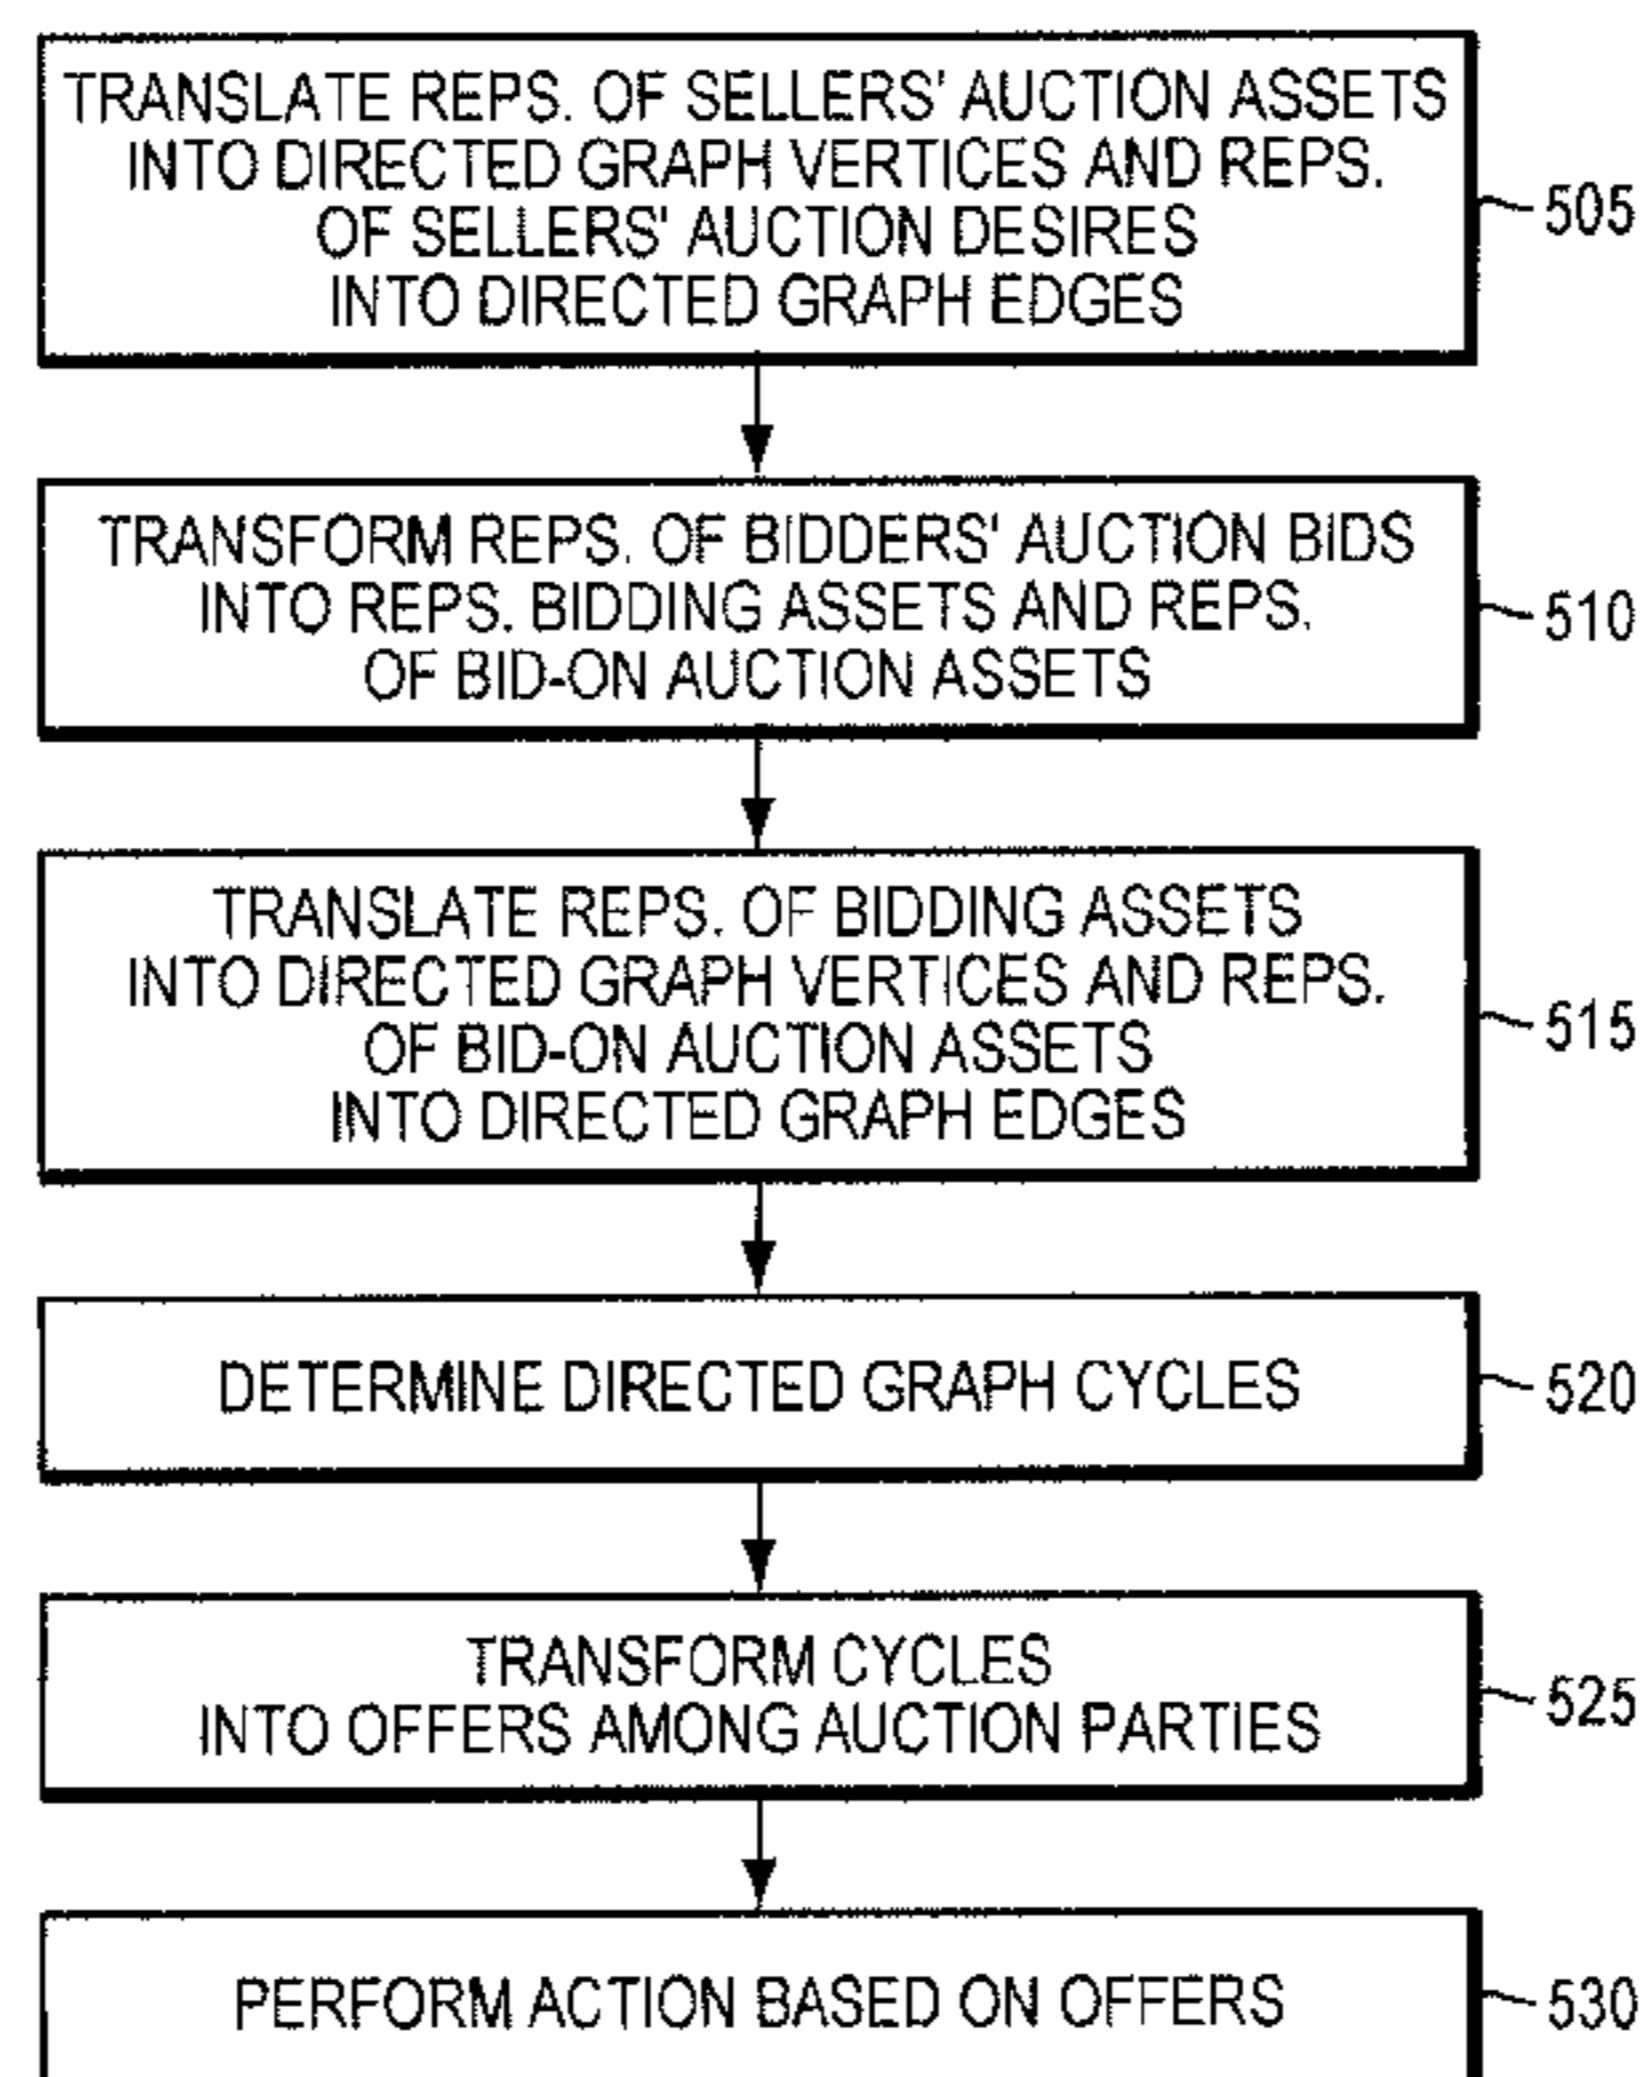 TRANSLATE REPS. OF SELLERS' AUCTION ASSETS
INTO DIRECTED GRAPH VERTICES AND REPS.
OF SELLERS' AUCTION DESIRES
INTO DIRECTED GRAPH EDGES
505
TRANSFORM REPS. OF BIDDERS' AUCTION BIDS
INTO REPS. BIDDING ASSETS AND REPS.
OF BID-ON AUCTION ASSETS
510
TRANSLATE REPS. OF BIDDING ASSETS
INTO DIRECTED GRAPH VERTICES AND REPS.
OF BID-ON AUCTION ASSETS
INTO DIRECTED GRAPH EDGES
515
DETERMINE DIRECTED GRAPH CYCLES
520
TRANSFORM CYCLES
INTO OFFERS AMONG AUCTION PARTIES
525
PERFORM ACTION BASED ON OFFERS
530